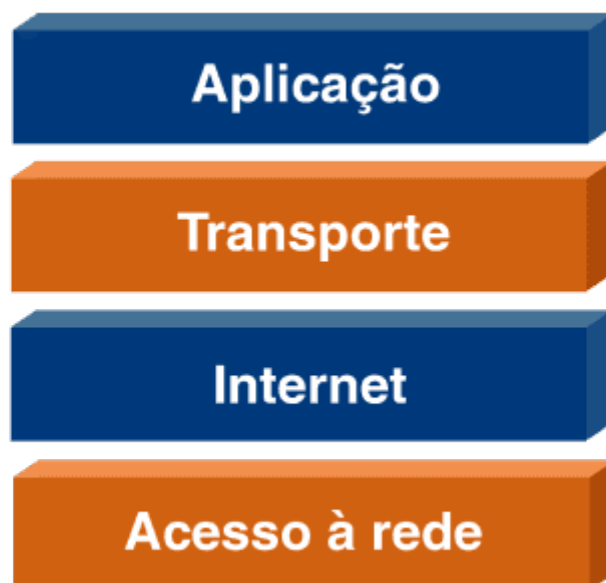 Aplicação
Transporte
Internet
Acesso à rede